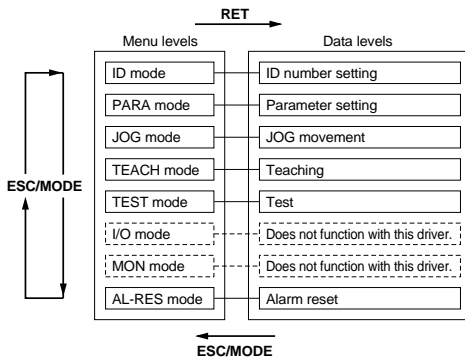 RET
Menu levels Data levels
ID mode ID number setting
PARA mode Parameter setting
JOG mode JOG movement
TEACH mode Teaching
ESC/MODE
TEST mode Test
I/O mode Does not function with this driver.
MON mode Does not function with this driver.
AL-RES mode Alarm reset
ESC/MODE